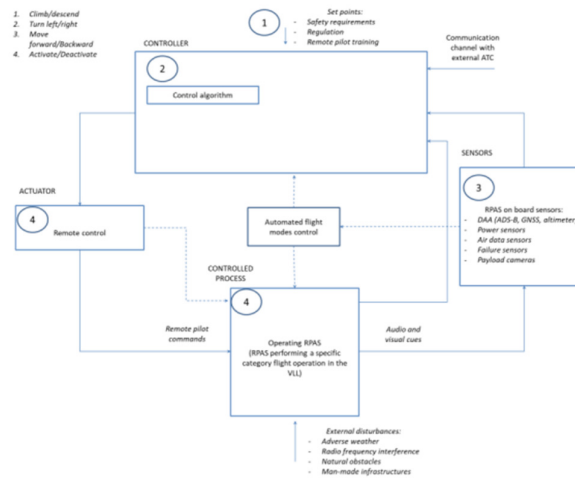 1. Climb/descend
2. Turn left/right
3. Move
forward/Backward
4. Activate/Deactivate
1
Set points:
- Safety requirements
- Regulation
- Remote pilot training
CONTROLLER
2
Control algorithm
Communication
channel with
external ATC
SENSORS
3
RPAS on board sensors:
- DAA (ADS-B, GNSS, altimeter
- Power sensors
- Air data sensors
- Failure sensors
- Payload cameras
ACTUATOR
4
Remote control
Automated flight
modes control
CONTROLLED
PROCESS
4
Operating RPAS
(RPAS performing a specific
category flight operation in the
VLL)
Remote pilot
commands
Audio and
visual cues
External disturbances:
- Adverse weather
- Radio frequency interference
- Natural obstacles
- Man-made infrastructures